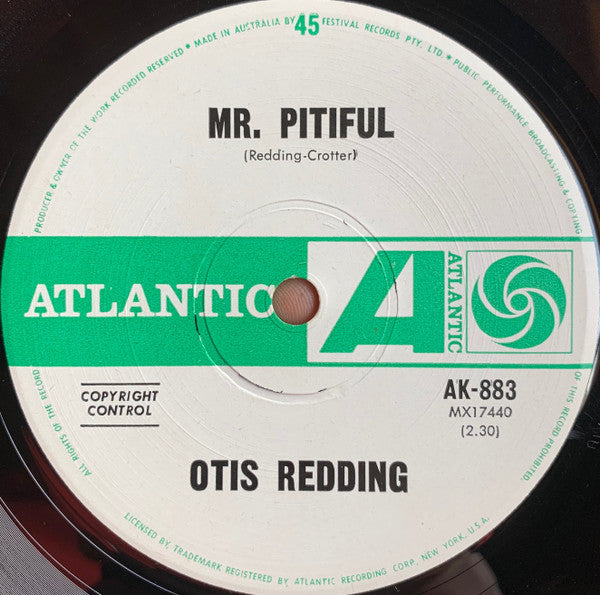 45
PRODUCER & OWNER OF THE WORK RECORDED RESERVED • MADE IN AUSTRALIA BY FESTIVAL RECORDS PTY. LTD. • PUBLIC PERFORMANCE BROADCASTING & COPYING
MR. PITIFUL
(Redding-Crotter)
ATLANTIC
A
ATLANTIC
COPYRIGHT
CONTROL
AK-883
MX17440
(2.30)
OTIS REDDING
ALL RIGHTS OF THE RECORD
OF THIS RECORD PROHIBITED.
LICENSED BY, TRADEMARK REGISTERED BY ATLANTIC RECORDING CORP., NEW YORK, U.S.A.